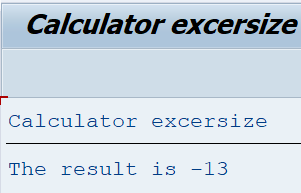 Calculator excersize
Calculator excersize
The result is -13